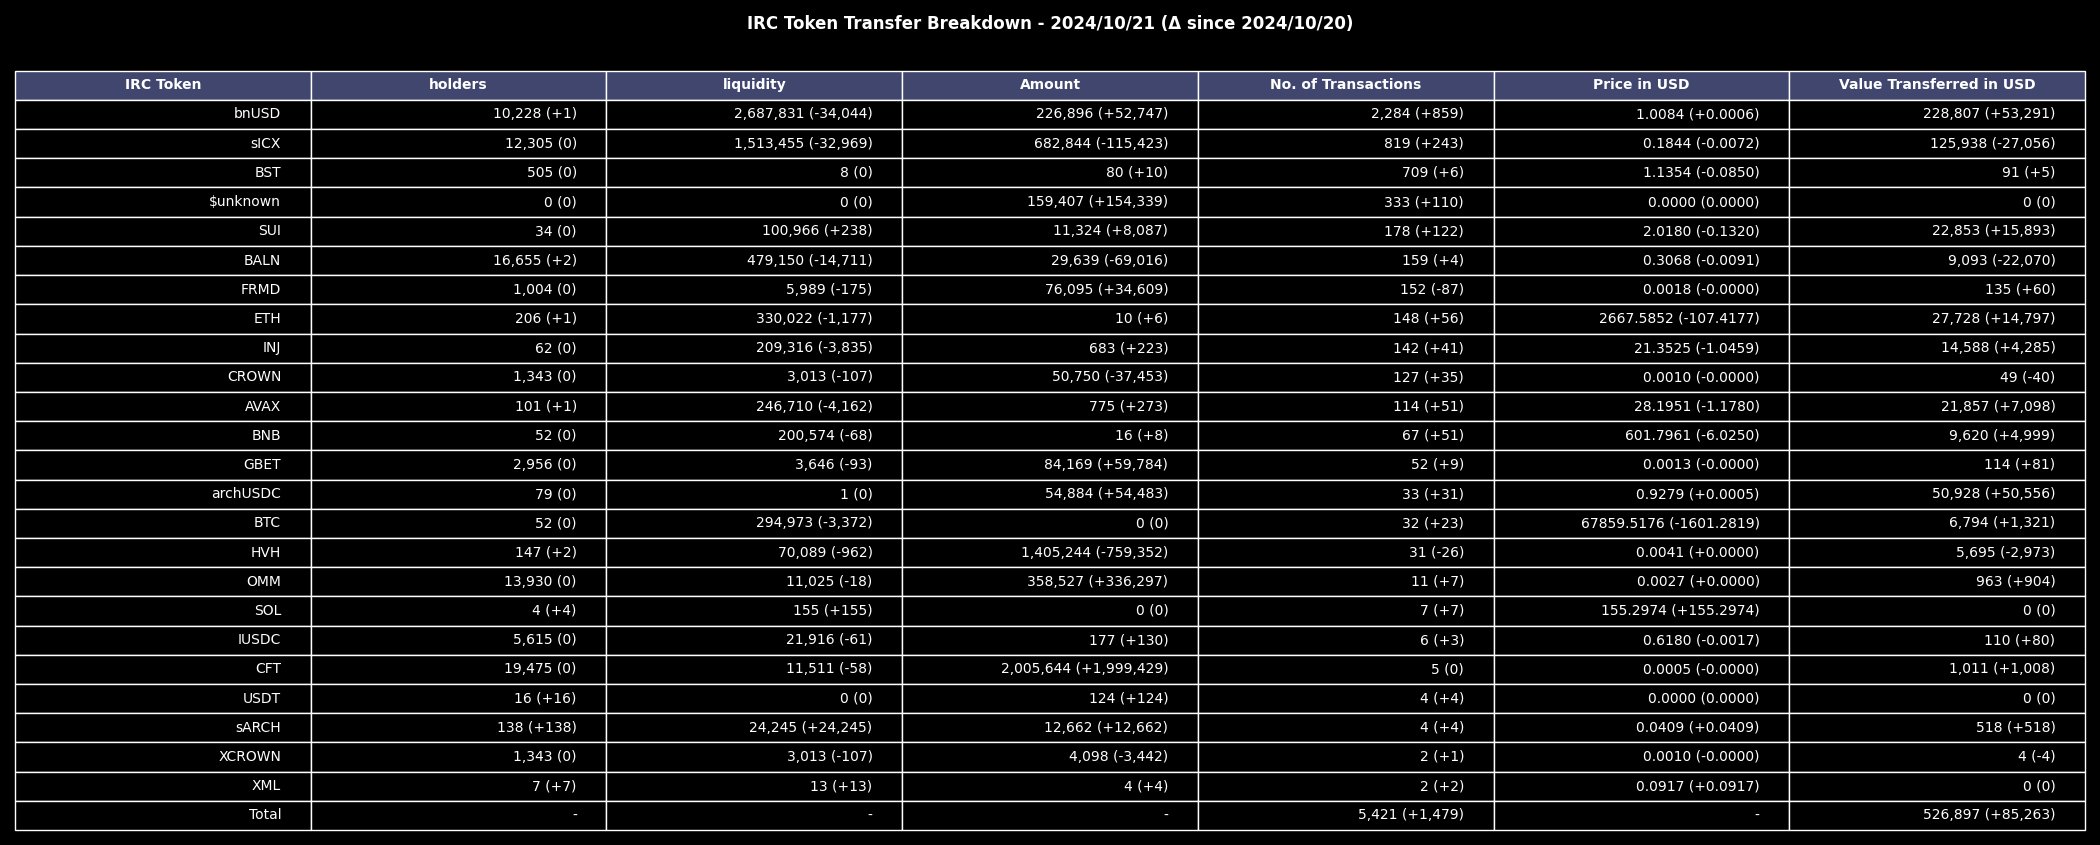 IRC Token Transfer Breakdown - 2024/10/21 (Δ since 2024/10/20)
IRC Token holders liquidity Amount No. of Transactions Price in USD Value Transferred in USD
bnUSD 10,228 (+1) 2,687,831 (-34,044) 226,896 (+52,747) 2,284 (+859) 1.0084 (+0.0006) 228,807 (+53,291)
sICX 12,305 (0) 1,513,455 (-32,969) 682,844 (-115,423) 819 (+243) 0.1844 (-0.0072) 125,938 (-27,056)
BST 505 (0) 8 (0) 80 (+10) 709 (+6) 1.1354 (-0.0850) 91 (+5)
$unknown 0 (0) 0 (0) 159,407 (+154,339) 333 (+110) 0.0000 (0.0000) 0 (0)
SUI 34 (0) 100,966 (+238) 11,324 (+8,087) 178 (+122) 2.0180 (-0.1320) 22,853 (+15,893)
BALN 16,655 (+2) 479,150 (-14,711) 29,639 (-69,016) 159 (+4) 0.3068 (-0.0091) 9,093 (-22,070)
FRMD 1,004 (0) 5,989 (-175) 76,095 (+34,609) 152 (-87) 0.0018 (-0.0000) 135 (+60)
ETH 206 (+1) 330,022 (-1,177) 10 (+6) 148 (+56) 2667.5852 (-107.4177) 27,728 (+14,797)
INJ 62 (0) 209,316 (-3,835) 683 (+223) 142 (+41) 21.3525 (-1.0459) 14,588 (+4,285)
CROWN 1,343 (0) 3,013 (-107) 50,750 (-37,453) 127 (+35) 0.0010 (-0.0000) 49 (-40)
AVAX 101 (+1) 246,710 (-4,162) 775 (+273) 114 (+51) 28.1951 (-1.1780) 21,857 (+7,098)
BNB 52 (0) 200,574 (-68) 16 (+8) 67 (+51) 601.7961 (-6.0250) 9,620 (+4,999)
GBET 2,956 (0) 3,646 (-93) 84,169 (+59,784) 52 (+9) 0.0013 (-0.0000) 114 (+81)
archUSDC 79 (0) 1 (0) 54,884 (+54,483) 33 (+31) 0.9279 (+0.0005) 50,928 (+50,556)
BTC 52 (0) 294,973 (-3,372) 0 (0) 32 (+23) 67859.5176 (-1601.2819) 6,794 (+1,321)
HVH 147 (+2) 70,089 (-962) 1,405,244 (-759,352) 31 (-26) 0.0041 (+0.0000) 5,695 (-2,973)
OMM 13,930 (0) 11,025 (-18) 358,527 (+336,297) 11 (+7) 0.0027 (+0.0000) 963 (+904)
SOL 4 (+4) 155 (+155) 0 (0) 7 (+7) 155.2974 (+155.2974) 0 (0)
IUSDC 5,615 (0) 21,916 (-61) 177 (+130) 6 (+3) 0.6180 (-0.0017) 110 (+80)
CFT 19,475 (0) 11,511 (-58) 2,005,644 (+1,999,429) 5 (0) 0.0005 (-0.0000) 1,011 (+1,008)
USDT 16 (+16) 0 (0) 124 (+124) 4 (+4) 0.0000 (0.0000) 0 (0)
sARCH 138 (+138) 24,245 (+24,245) 12,662 (+12,662) 4 (+4) 0.0409 (+0.0409) 518 (+518)
XCROWN 1,343 (0) 3,013 (-107) 4,098 (-3,442) 2 (+1) 0.0010 (-0.0000) 4 (-4)
XML 7 (+7) 13 (+13) 4 (+4) 2 (+2) 0.0917 (+0.0917) 0 (0)
Total - - - 5,421 (+1,479) - 526,897 (+85,263)